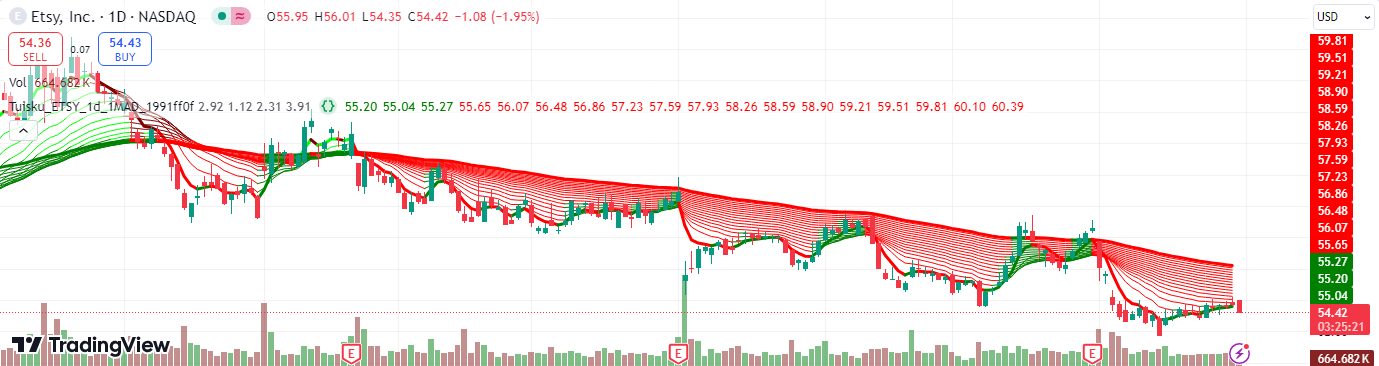 E Etsy, Inc. · 1D · NASDAQ O55.95 H56.01 L54.35 C54.42 −1.08 (−1.95%)
USD
54.36 SELL
0.07
54.43 BUY
Vol 664.682 K
Tuisku_ETSY_1d_1MAD_1991ff0f 2.92 1.12 2.31 3.91 {} 55.20 55.04 55.27 55.65 56.07 56.48 56.86 57.23 57.59 57.93 58.26 58.59 58.90 59.21 59.51 59.81 60.10 60.39
59.81
59.51
59.21
58.90
58.59
58.26
57.93
57.59
57.23
56.86
56.48
56.07
55.65
55.27
55.20
55.04
54.42
03:25:21
664.682 K
TradingView
E
E
E